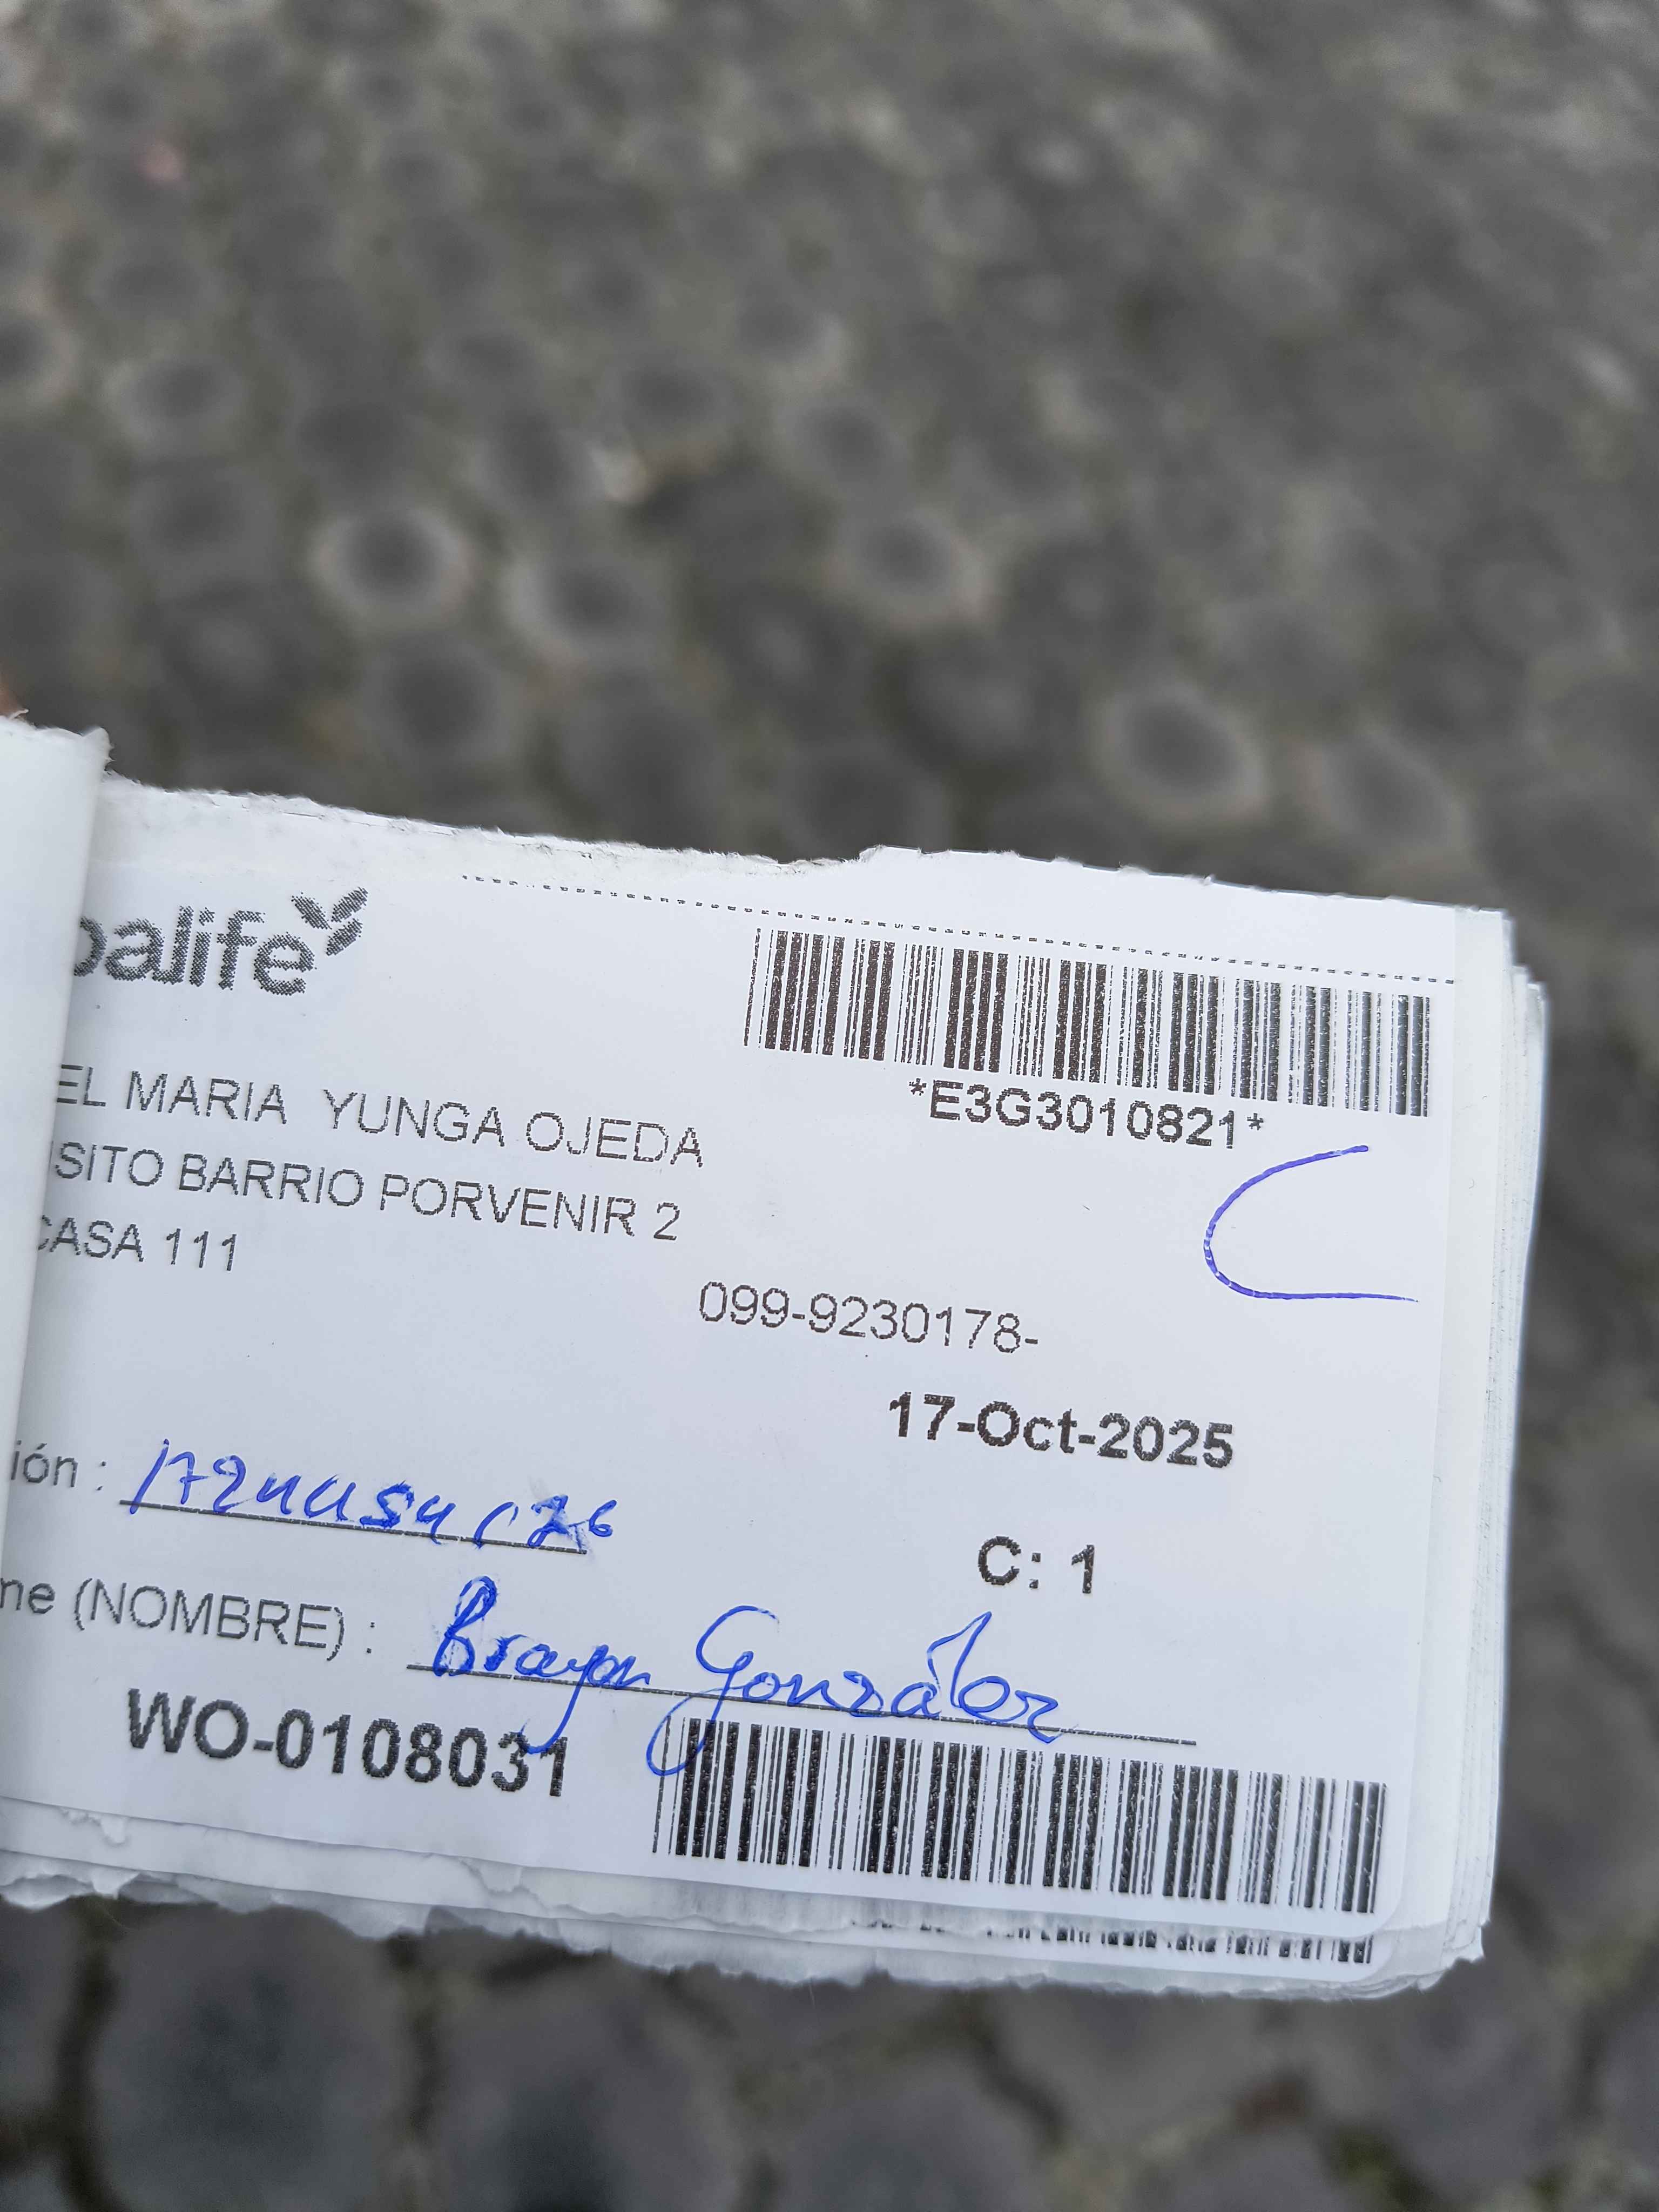 balife
*E3G3010821*
EL MARIA YUNGA OJEDA
SITO BARRIO PORVENIR 2
CASA 111
099-9230178-
17-Oct-2025
ión :
C: 1
me (NOMBRE) : Brayan González
WO-0108031